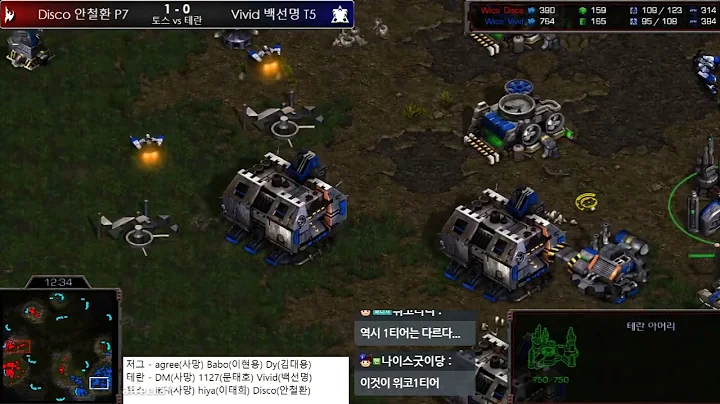 Disco 안철환 P7
1 - 0
토스 vs 테란
Vivid 백선명 T5
Wico Disco 390 169 109 / 123 314
Wico Vivid 764 165 95 / 108 384
12:34
저그 - agree(사망) Babo(이현용) Dy(김대용)
테란 - DM(사망) 1127(문태호) Vivid(백선명)
hiya(이태희) Disco(안철환)
역시 1티어는 다르다...
나이스굿이당 :
이것이 위코1티어
테란 아머리
750/750